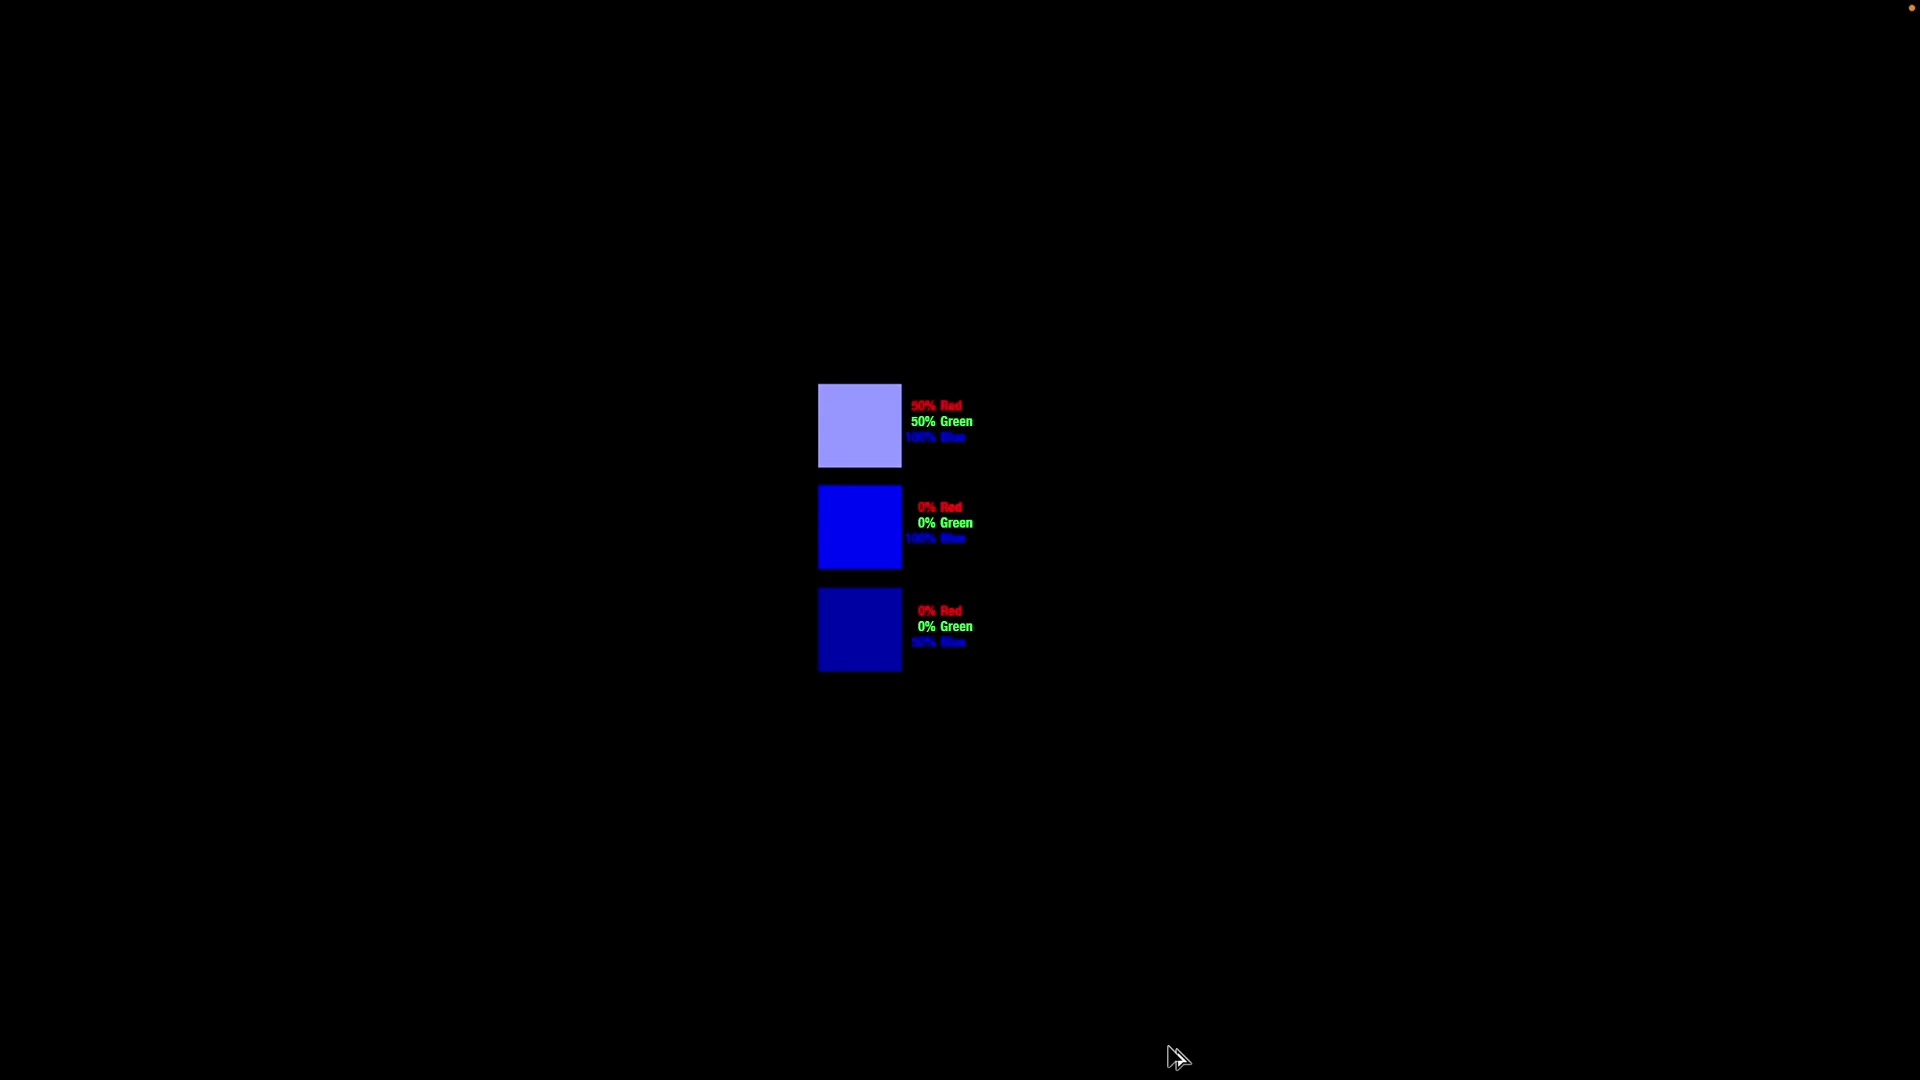 50% Red
50% Green
100% Blue
0% Red
0% Green
100% Blue
0% Red
0% Green
50% Blue